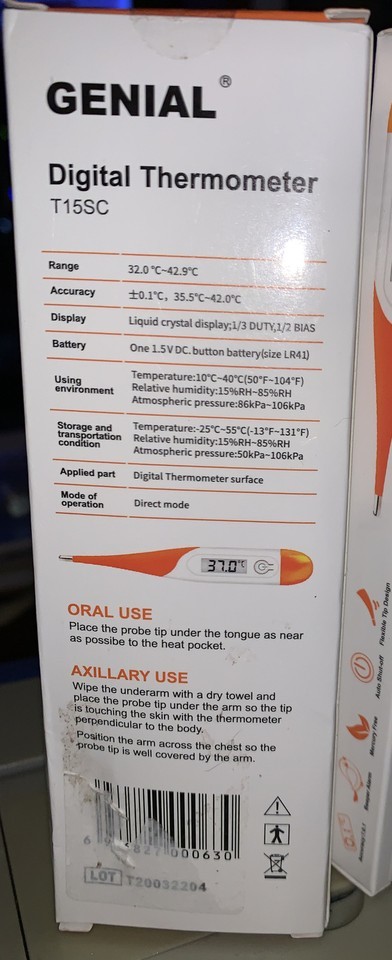 GENIAL®
Digital Thermometer
T15SC
Range 32.0℃~42.9℃
Accuracy ±0.1℃, 35.5℃~42.0℃
Display Liquid crystal display;1/3 DUTY,1/2 BIAS
Battery One 1.5V DC. button battery(size LR41)
Using environment
Temperature:10℃~40℃(50°F~104°F)
Relative humidity:15%RH~85%RH
Atmospheric pressure:86kPa~106kPa
Storage and transportation condition
Temperature:-25℃~55℃(-13°F~131°F)
Relative humidity:15%RH~85%RH
Atmospheric pressure:50kPa~106kPa
Applied part Digital Thermometer surface
Mode of operation Direct mode
37.0℃
ORAL USE
Place the probe tip under the tongue as near
as possibe to the heat pocket.
AXILLARY USE
Wipe the underarm with a dry towel and
place the probe tip under the arm so the tip
is touching the skin with the thermometer
perpendicular to the body.
Position the arm across the chest so the
probe tip is well covered by the arm.
000630
LOT T20032204
Flexible Tip Design
Auto Shut-off
Mercury Free
Beeper Alarm